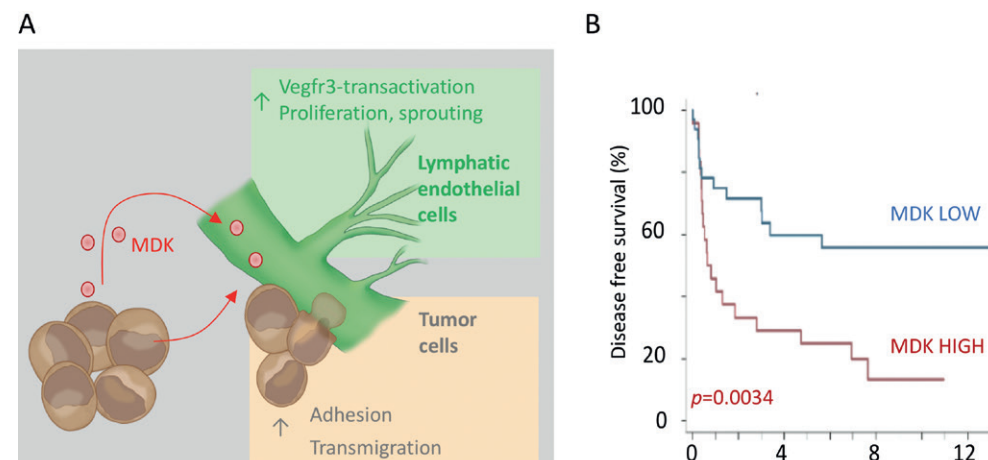 A
↑ Vegfr3-transactivation
Proliferation, sprouting
Lymphatic
endothelial
cells
MDK
Tumor
cells
↑ Adhesion
Transmigration
B
Disease free survival (%)
100
60
20
0
MDK LOW
MDK HIGH
p=0.0034
0 4 8 12